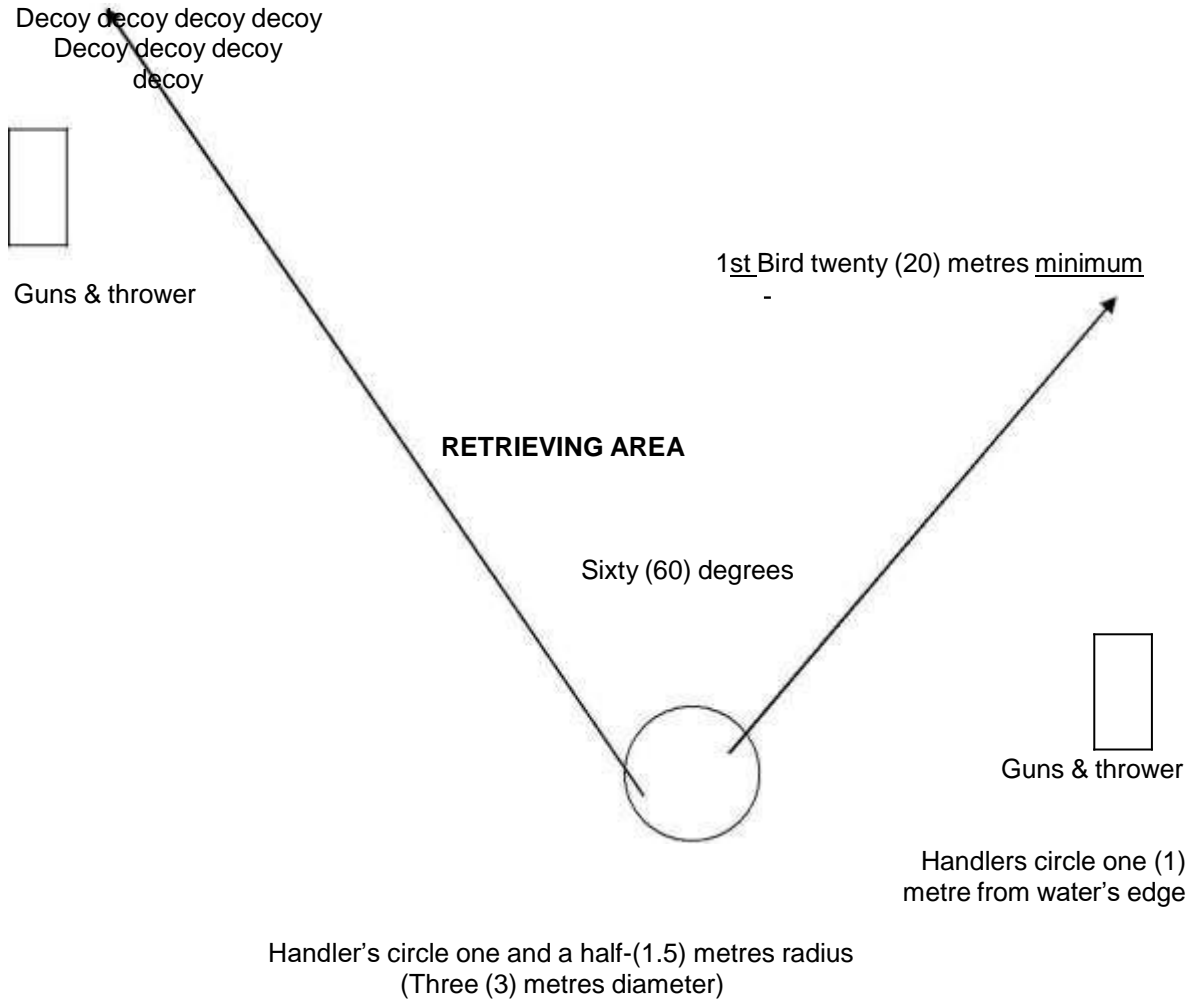 Decoy decoy decoy decoy
Decoy decoy decoy
decoy
Guns & thrower
1st Bird twenty (20) metres minimum
-
RETRIEVING AREA
Sixty (60) degrees
Guns & thrower
Handlers circle one (1)
metre from water's edge
Handler's circle one and a half-(1.5) metres radius
(Three (3) metres diameter)